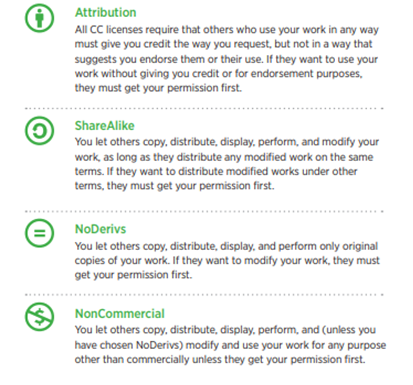 Attribution
All CC licenses require that others who use your work in any way
must give you credit the way you request, but not in a way that
suggests you endorse them or their use. If they want to use your
work without giving you credit or for endorsement purposes,
they must get your permission first.
ShareAlike
You let others copy, distribute, display, perform, and modify your
work, as long as they distribute any modified work on the same
terms. If they want to distribute modified works under other
terms, they must get your permission first.
NoDerivs
You let others copy, distribute, display, and perform only original
copies of your work. If they want to modify your work, they must
get your permission first.
NonCommercial
You let others copy, distribute, display, perform, and (unless you
have chosen NoDerivs) modify and use your work for any purpose
other than commercially unless they get your permission first.